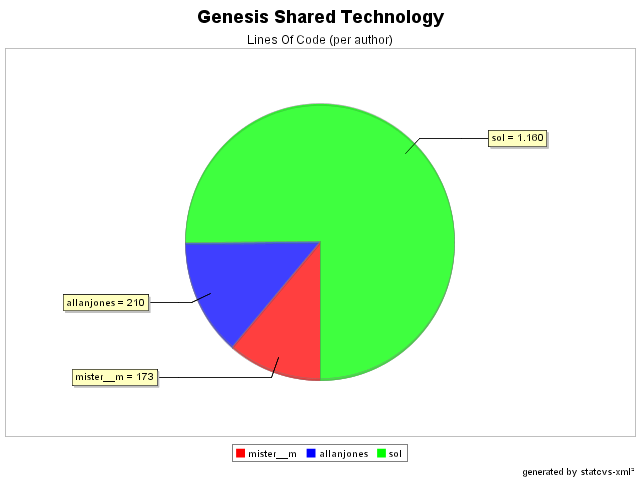 Genesis Shared Technology
Lines Of Code (per author)
sol = 1.160
allanjones = 210
mister__m = 173
mister__m allanjones sol
generated by statcvs-xml²